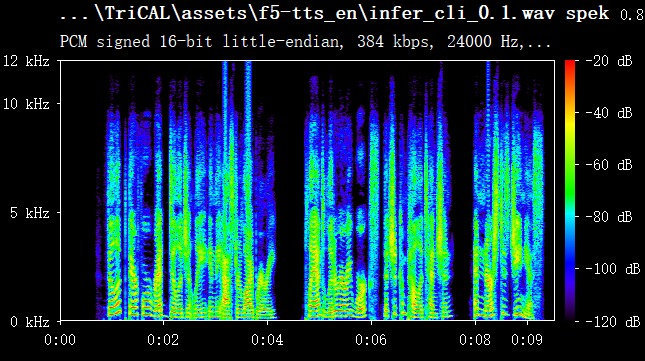 ...\TriCAL\assets\f5-tts_en\infer_cli_0.1.wav spek 0.8
PCM signed 16-bit little-endian, 384 kbps, 24000 Hz,...
12 kHz
10 kHz
5 kHz
0 kHz
0:00 0:02 0:04 0:06 0:08 0:09
-20 dB
-40 dB
-60 dB
-80 dB
-100 dB
-120 dB